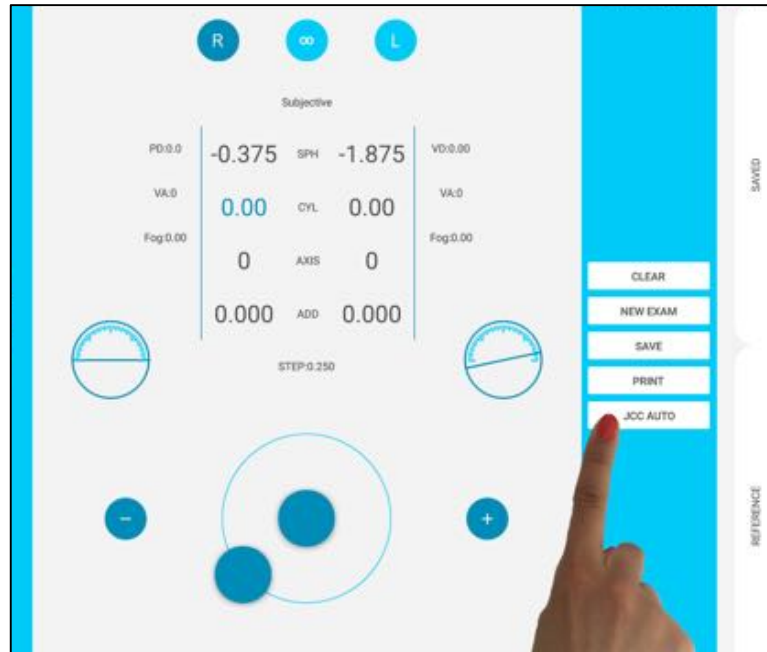 R ∞ L
Subjective
PD:0.0 -0.375 SPH -1.875 VD:0.00
VA:0 0.00 CYL 0.00 VA:0
Fog:0.00 Fog:0.00
0 AXIS 0
0.000 ADD 0.000
STEP:0.250
- +
CLEAR
NEW EXAM
SAVE
PRINT
JCC AUTO
SAVED
REFERENCE